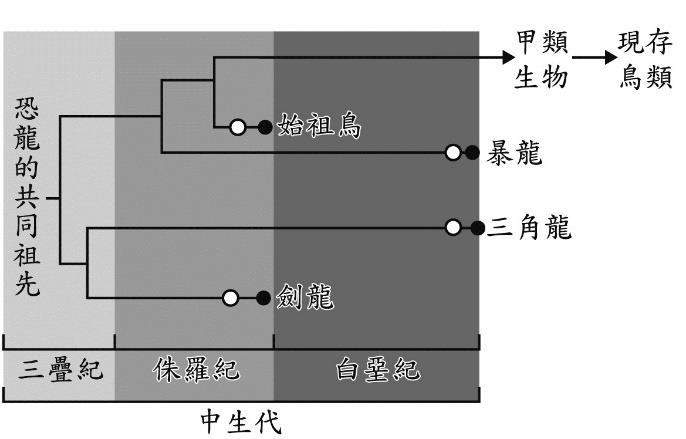 甲類
生物
現存
鳥類
恐龍的共同祖先
始祖鳥
暴龍
三角龍
劍龍
三疊紀
侏羅紀
白堊紀
中生代